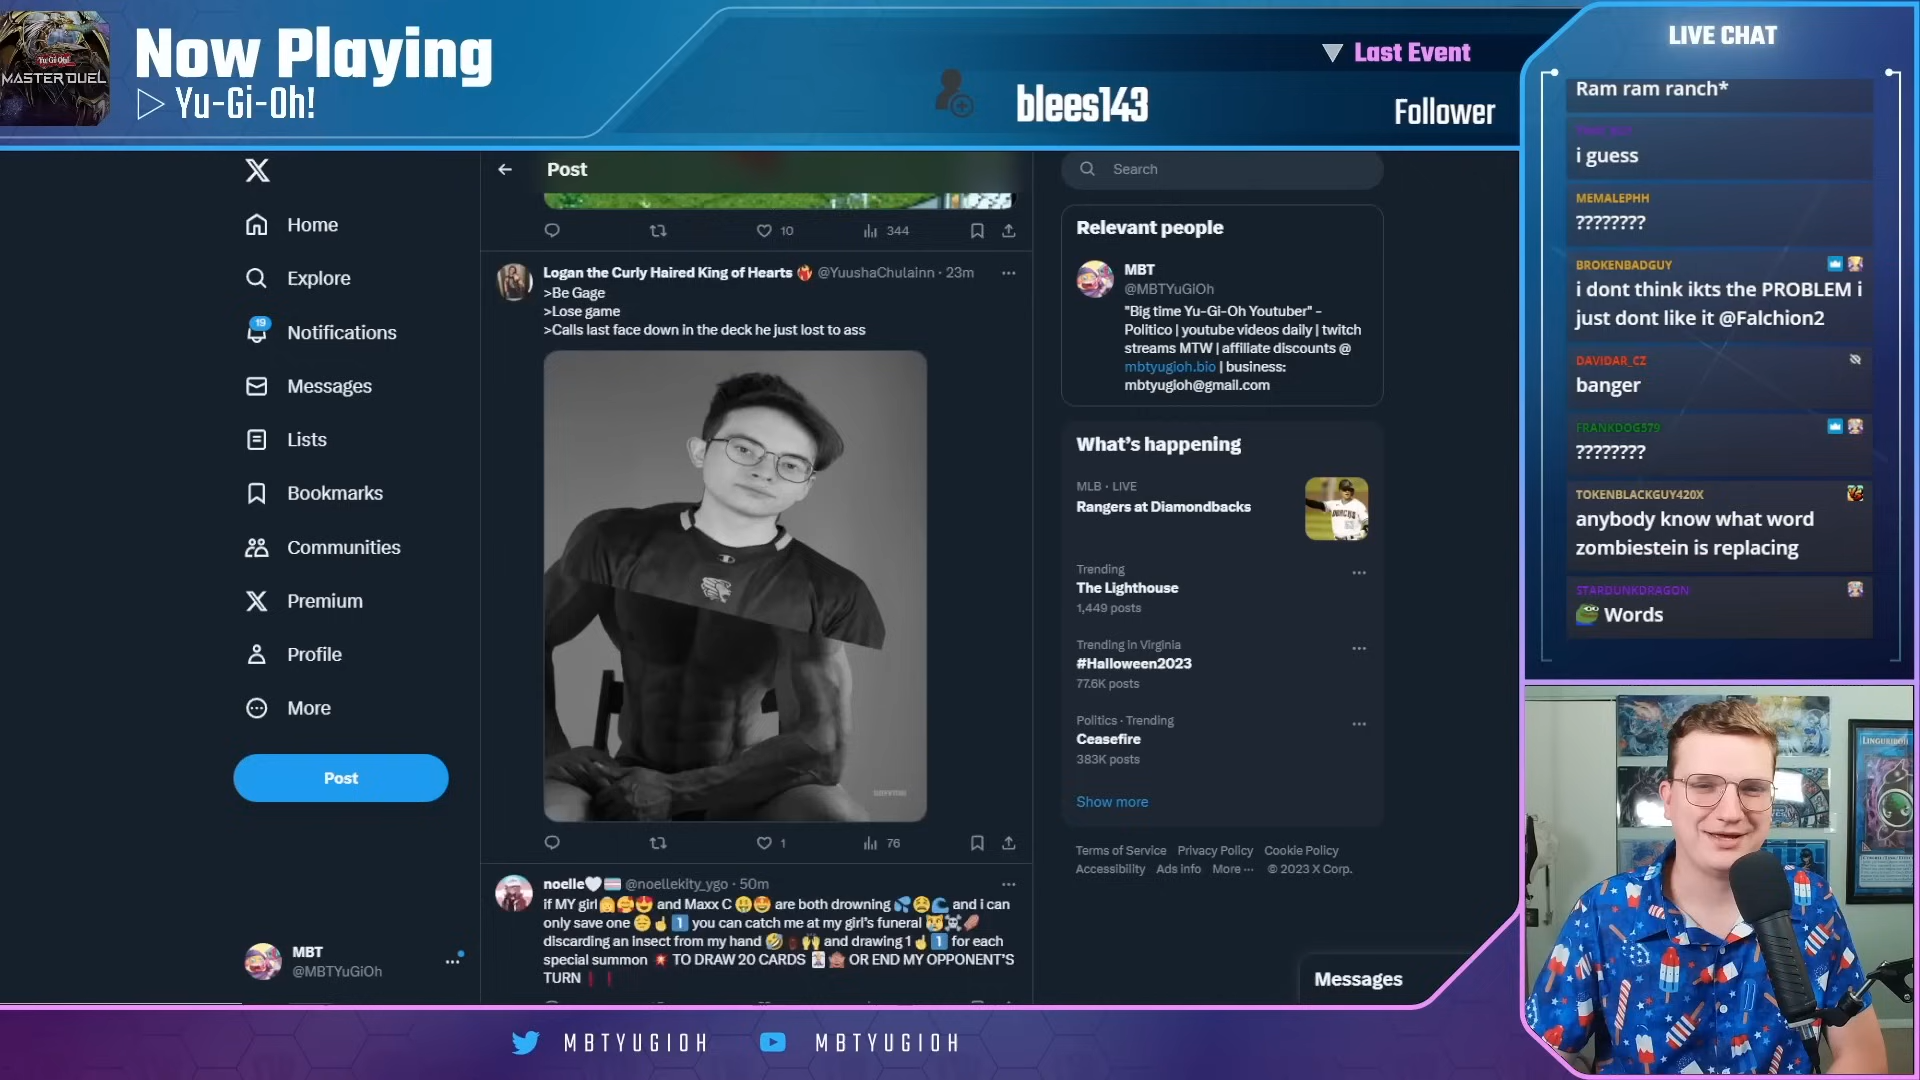 Yu-Gi-Oh!
MASTER DUEL
Now Playing
Yu-Gi-Oh!
Last Event
blees143
Follower
LIVE CHAT
Ram ram ranch*
i guess
MEMALEPHH
????????
BROKENBADGUY
i dont think ikts the PROBLEM i
just dont like it @Falchion2
DAVIDAR_CZ
banger
FRANKDOG579
????????
TOKENBLACKGUY420X
anybody know what word
zombiestein is replacing
STARDUNKDRAGON
Words
X
Home
Explore
19
Notifications
Messages
Lists
Bookmarks
Communities
Premium
Profile
More
Post
MBT
@MBTYuGiOh
Post
10
344
Logan the Curly Haired King of Hearts @YuushaChulaInn · 23m
>Be Gage
>Lose game
>Calls last face down in the deck he just lost to ass
1
76
noelle @noellekity_ygo · 50m
if MY girl and Maxx C are both drowning and i can
only save one 1 you can catch me at my girl's funeral
discarding an insect from my hand and drawing 1 1 for each
special summon TO DRAW 20 CARDS OR END MY OPPONENT'S
TURN
Search
Relevant people
MBT
@MBTYuGiOh
"Big time Yu-Gi-Oh Youtuber" -
Politico | youtube videos daily | twitch
streams MTW | affiliate discounts @
mbtyugioh.bio | business:
mbtyugioh@gmail.com
What's happening
MLB · LIVE
Rangers at Diamondbacks
Trending
The Lighthouse
1,449 posts
Trending in Virginia
#Halloween2023
77.6K posts
Politics · Trending
Ceasefire
383K posts
Show more
Terms of Service Privacy Policy Cookie Policy
Accessibility Ads info More ··· © 2023 X Corp.
Messages
LINKURIBOH
MBTYUGIOH
MBTYUGIOH